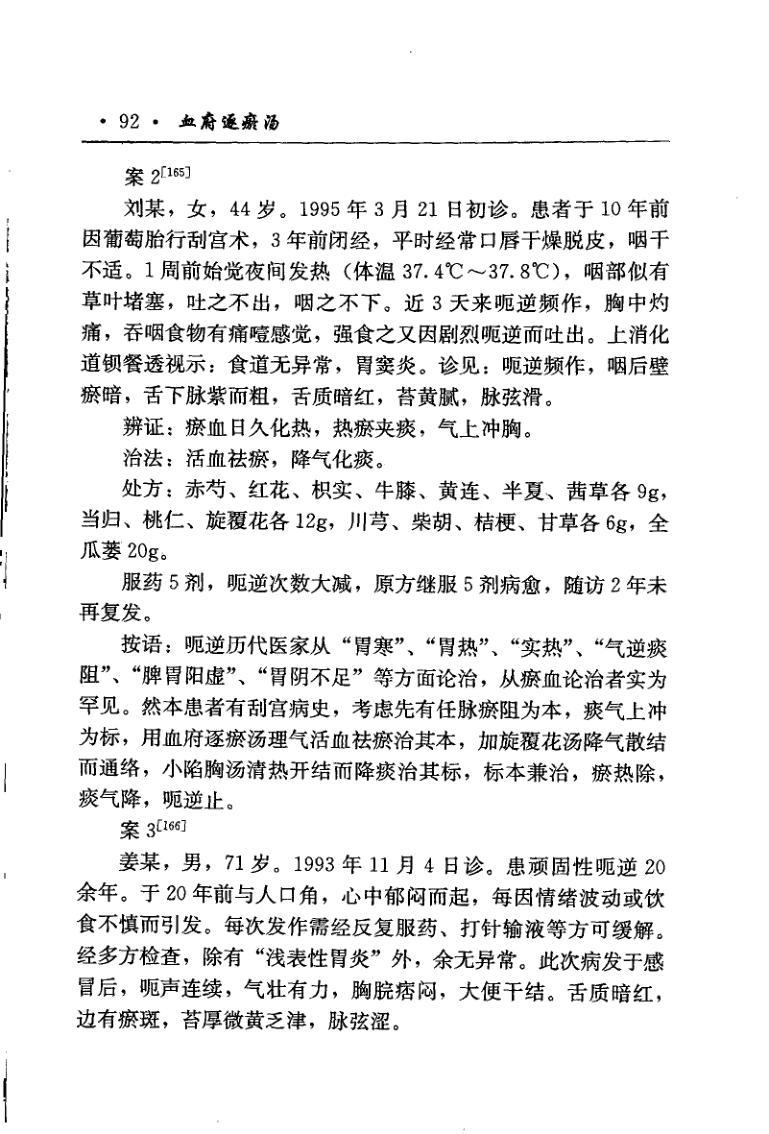 ·92· 血府逐瘀汤
案 2[165]
刘某，女，44 岁。1995 年 3 月 21 日初诊。患者于 10 年前
因葡萄胎行刮宫术，3 年前闭经，平时经常口唇干燥脱皮，咽干
不适。1 周前始觉夜间发热（体温 37.4℃～37.8℃），咽部似有
草叶堵塞，吐之不出，咽之不下。近 3 天来呃逆频作，胸中灼
痛，吞咽食物有痛噎感觉，强食之又因剧烈呃逆而吐出。上消化
道钡餐透视示：食道无异常，胃窦炎。诊见：呃逆频作，咽后壁
瘀暗，舌下脉紫而粗，舌质暗红，苔黄腻，脉弦滑。
辨证：瘀血日久化热，热瘀夹痰，气上冲胸。
治法：活血祛瘀，降气化痰。
处方：赤芍、红花、枳实、牛膝、黄连、半夏、茜草各 9g，
当归、桃仁、旋覆花各 12g，川芎、柴胡、桔梗、甘草各 6g，全
瓜蒌 20g。
服药 5 剂，呃逆次数大减，原方继服 5 剂病愈，随访 2 年未
再复发。
按语：呃逆历代医家从“胃寒”、“胃热”、“实热”、“气逆痰
阻”、“脾胃阳虚”、“胃阴不足”等方面论治，从瘀血论治者实为
罕见。然本患者有刮宫病史，考虑先有任脉瘀阻为本，痰气上冲
为标，用血府逐瘀汤理气活血祛瘀治其本，加旋覆花汤降气散结
而通络，小陷胸汤清热开结而降痰治其标，标本兼治，瘀热除，
痰气降，呃逆止。
案 3[166]
姜某，男，71 岁。1993 年 11 月 4 日诊。患顽固性呃逆 20
余年。于 20 年前与人口角，心中郁闷而起，每因情绪波动或饮
食不慎而引发。每次发作需经反复服药、打针输液等方可缓解。
经多方检查，除有“浅表性胃炎”外，余无异常。此次病发于感
冒后，呃声连续，气壮有力，胸脘痞闷，大便干结。舌质暗红，
边有瘀斑，苔厚微黄乏津，脉弦涩。